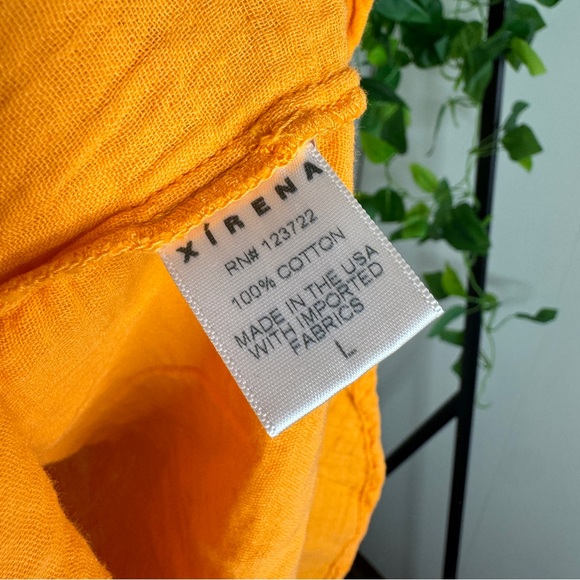 XÍRENA
RN# 123722
100% COTTON
MADE IN THE USA
WITH IMPORTED
FABRICS
L